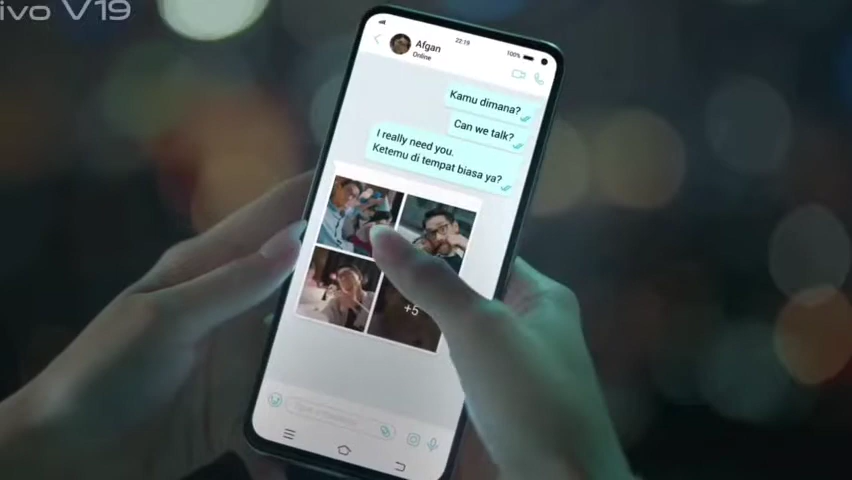 ivo V19
22:19
100%
Afgan
Online
Kamu dimana?
Can we talk?
I really need you.
Ketemu di tempat biasa ya?
+5